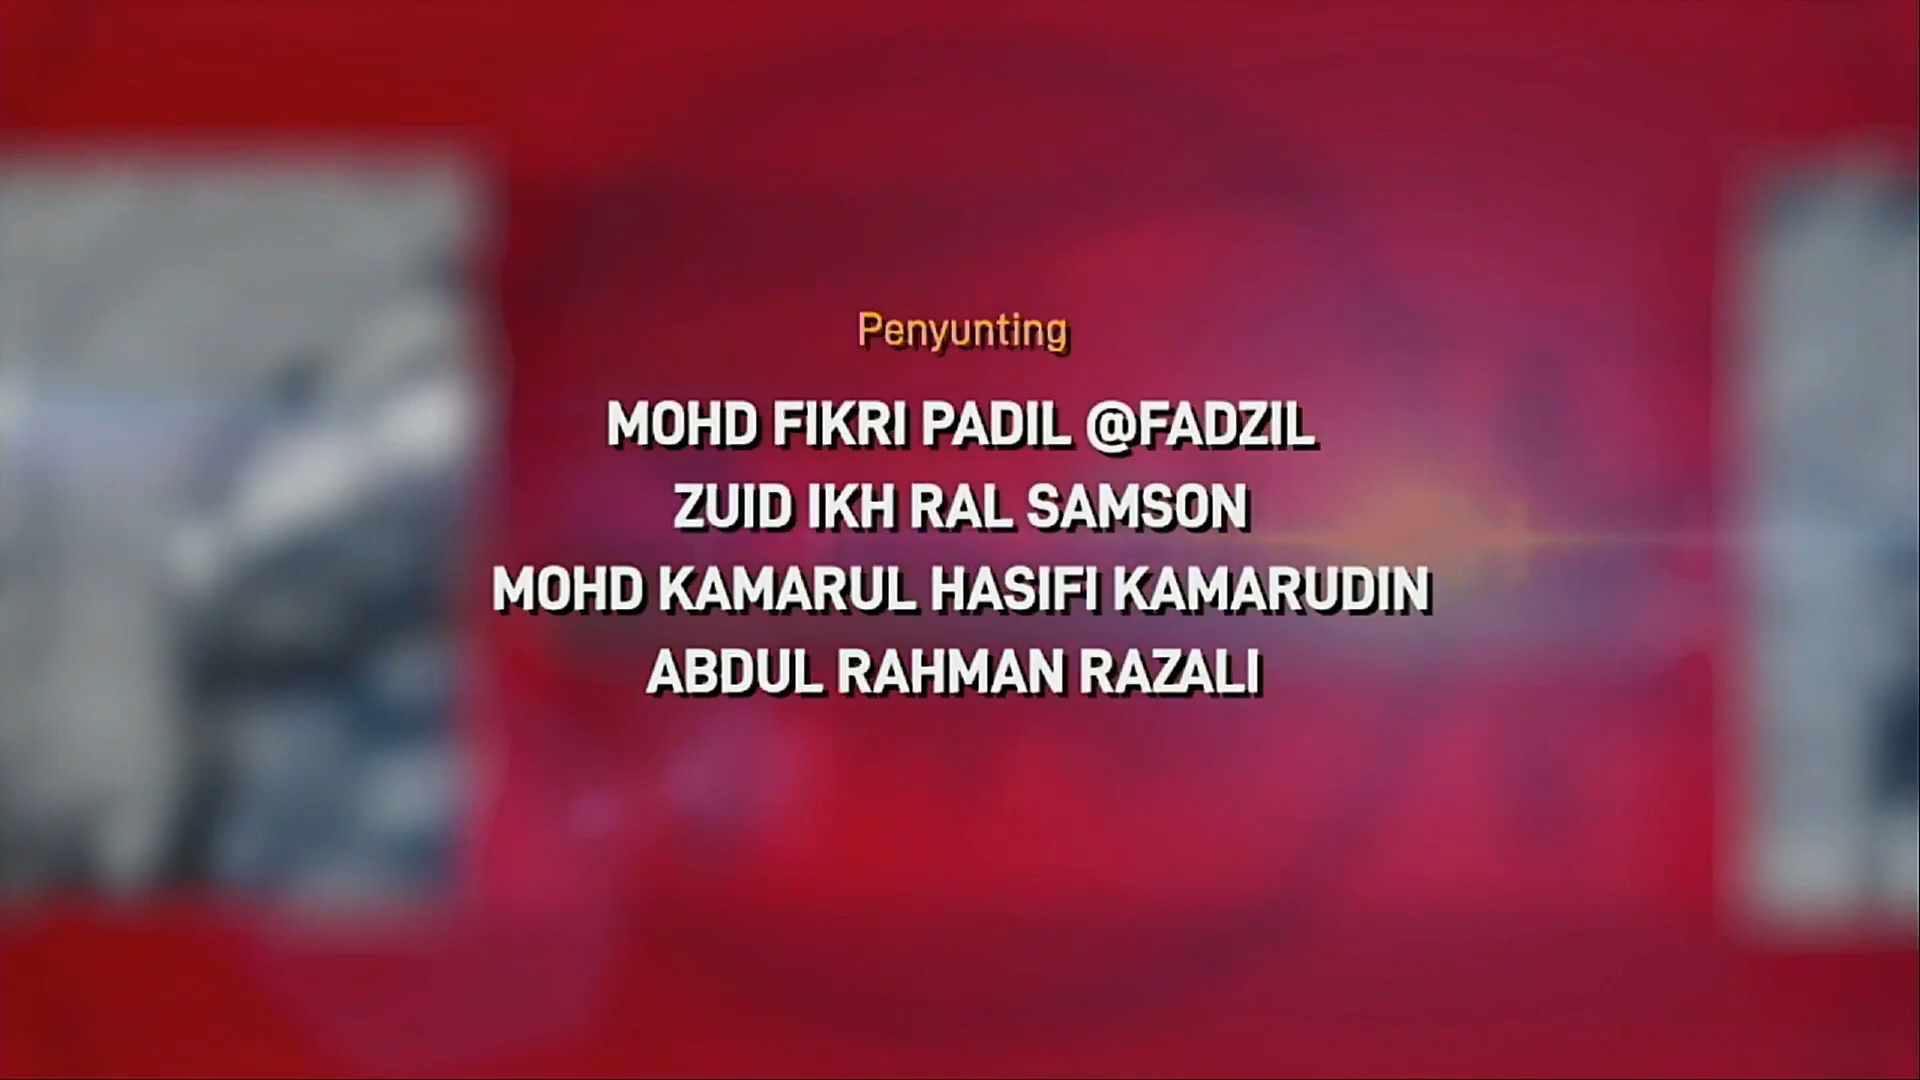 Penyunting
MOHD FIKRI PADIL @FADZIL
ZUID IKH RAL SAMSON
MOHD KAMARUL HASIFI KAMARUDIN
ABDUL RAHMAN RAZALI